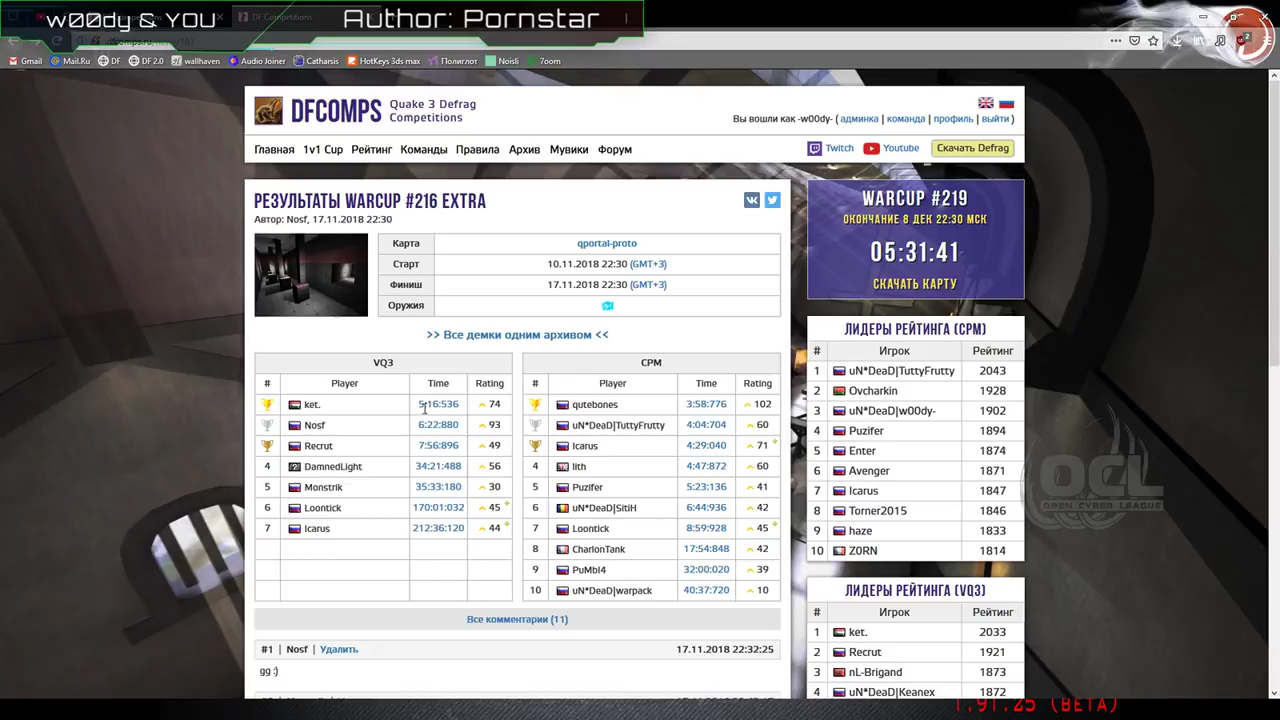 w00dy & YOU
Author: Pornstar
DF Competitions
Gmail Mail.Ru DF DF 2.0 wallhaven Audio Joiner Catharsis HotKeys 3ds max Полиглот Noisli 7oom
DFCOMPS
Quake 3 Defrag
Competitions
Вы вошли как -w00dy- ( админка | команда | профиль | выйти )
Главная 1v1 Cup Рейтинг Команды Правила Архив Мувики Форум
Twitch Youtube Скачать Defrag
РЕЗУЛЬТАТЫ WARCUP #216 EXTRA
Автор: Nosf, 17.11.2018 22:30
Карта qportal-proto
Старт 10.11.2018 22:30 (GMT+3)
Финиш 17.11.2018 22:30 (GMT+3)
Оружия
>> Все демки одним архивом <<
VQ3
# Player Time Rating
ket. 5:16:536 74
Nosf 6:22:880 93
Recrut 7:56:896 49
4 DamnedLight 34:21:488 56
5 Monstrik 35:33:180 30
6 Loontick 170:01:032 45
7 Icarus 212:36:120 44
CPM
# Player Time Rating
qutebones 3:58:776 102
uN*DeaD|TuttyFrutty 4:04:704 60
Icarus 4:29:040 71
4 lith 4:47:872 60
5 Puzifer 5:23:136 41
6 uN*DeaD|SitiH 6:44:936 42
7 Loontick 8:59:928 45
8 CharlonTank 17:54:848 42
9 PuMbl4 32:00:020 39
10 uN*DeaD|warpack 40:37:720 10
Все комментарии (11)
#1 | Nosf | Удалить 17.11.2018 22:32:25
gg :)
WARCUP #219
ОКОНЧАНИЕ 8 ДЕК 22:30 МСК
05:31:41
СКАЧАТЬ КАРТУ
ЛИДЕРЫ РЕЙТИНГА (CPM)
# Игрок Рейтинг
1 uN*DeaD|TuttyFrutty 2043
2 Ovcharkin 1928
3 uN*DeaD|w00dy- 1902
4 Puzifer 1894
5 Enter 1874
6 Avenger 1871
7 Icarus 1847
8 Torner2015 1846
9 haze 1833
10 Z0RN 1814
ЛИДЕРЫ РЕЙТИНГА (VQ3)
# Игрок Рейтинг
1 ket. 2033
2 Recrut 1921
3 nL-Brigand 1873
4 uN*DeaD|Keanex 1872
OCL
OPEN CYBER LEAGUE
1.91.25 (BETA)